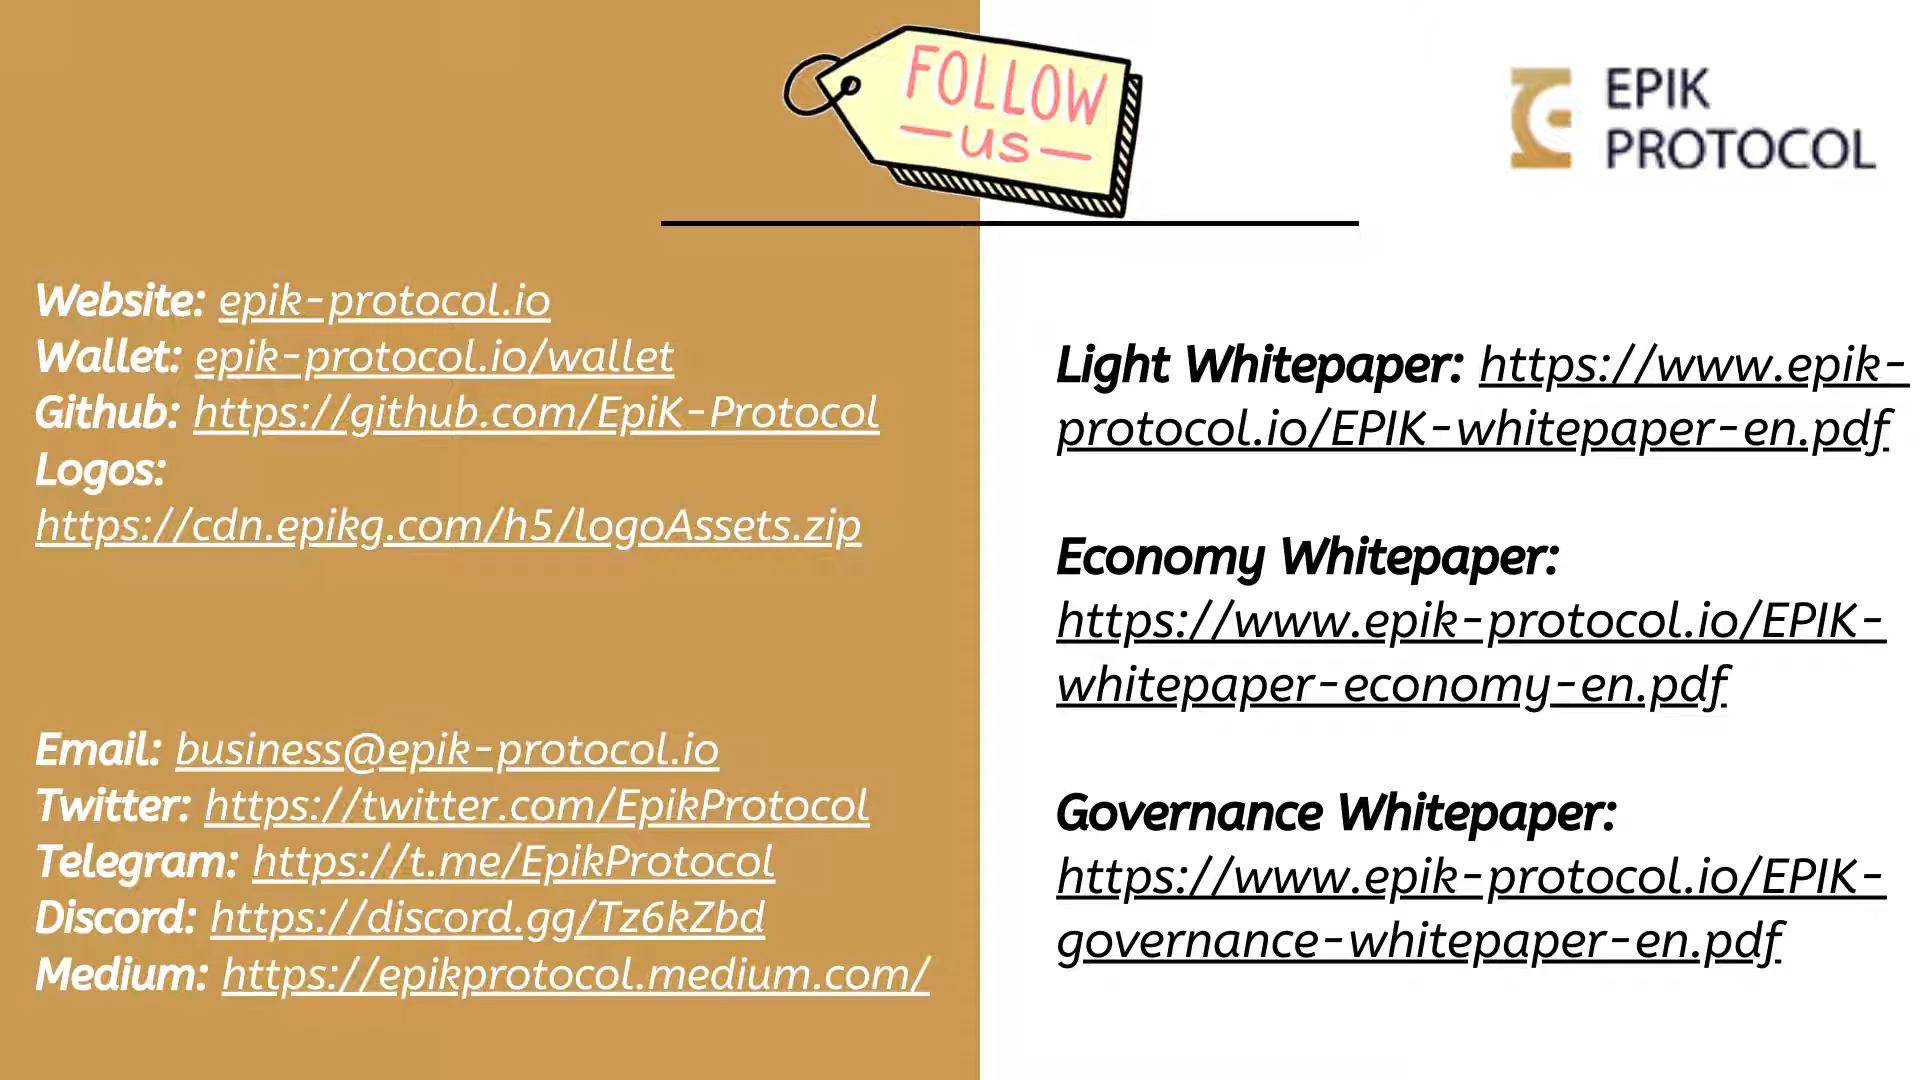 FOLLOW
us
EPIK
PROTOCOL
Website: epik-protocol.io
Wallet: epik-protocol.io/wallet
Github: https://github.com/EpiK-Protocol
Logos:
https://cdn.epikg.com/h5/logoAssets.zip
Email: business@epik-protocol.io
Twitter: https://twitter.com/EpikProtocol
Telegram: https://t.me/EpikProtocol
Discord: https://discord.gg/Tz6kZbd
Medium: https://epikprotocol.medium.com/
Light Whitepaper: https://www.epik-
protocol.io/EPIK-whitepaper-en.pdf
Economy Whitepaper:
https://www.epik-protocol.io/EPIK-
whitepaper-economy-en.pdf
Governance Whitepaper:
https://www.epik-protocol.io/EPIK-
governance-whitepaper-en.pdf